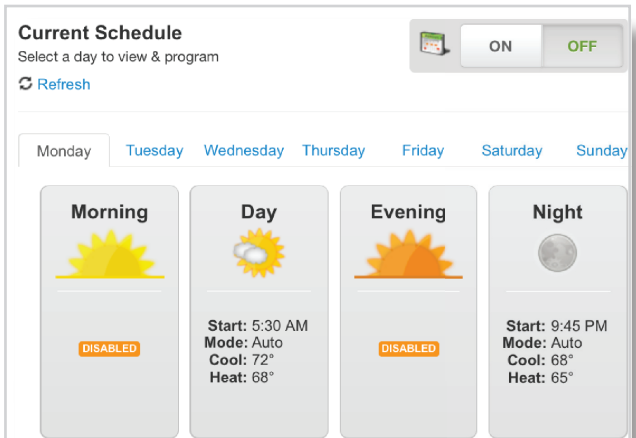 Current Schedule
Select a day to view & program
Refresh
ON OFF
Monday Tuesday Wednesday Thursday Friday Saturday Sunday
Morning
DISABLED
Day
Start: 5:30 AM
Mode: Auto
Cool: 72°
Heat: 68°
Evening
DISABLED
Night
Start: 9:45 PM
Mode: Auto
Cool: 68°
Heat: 65°